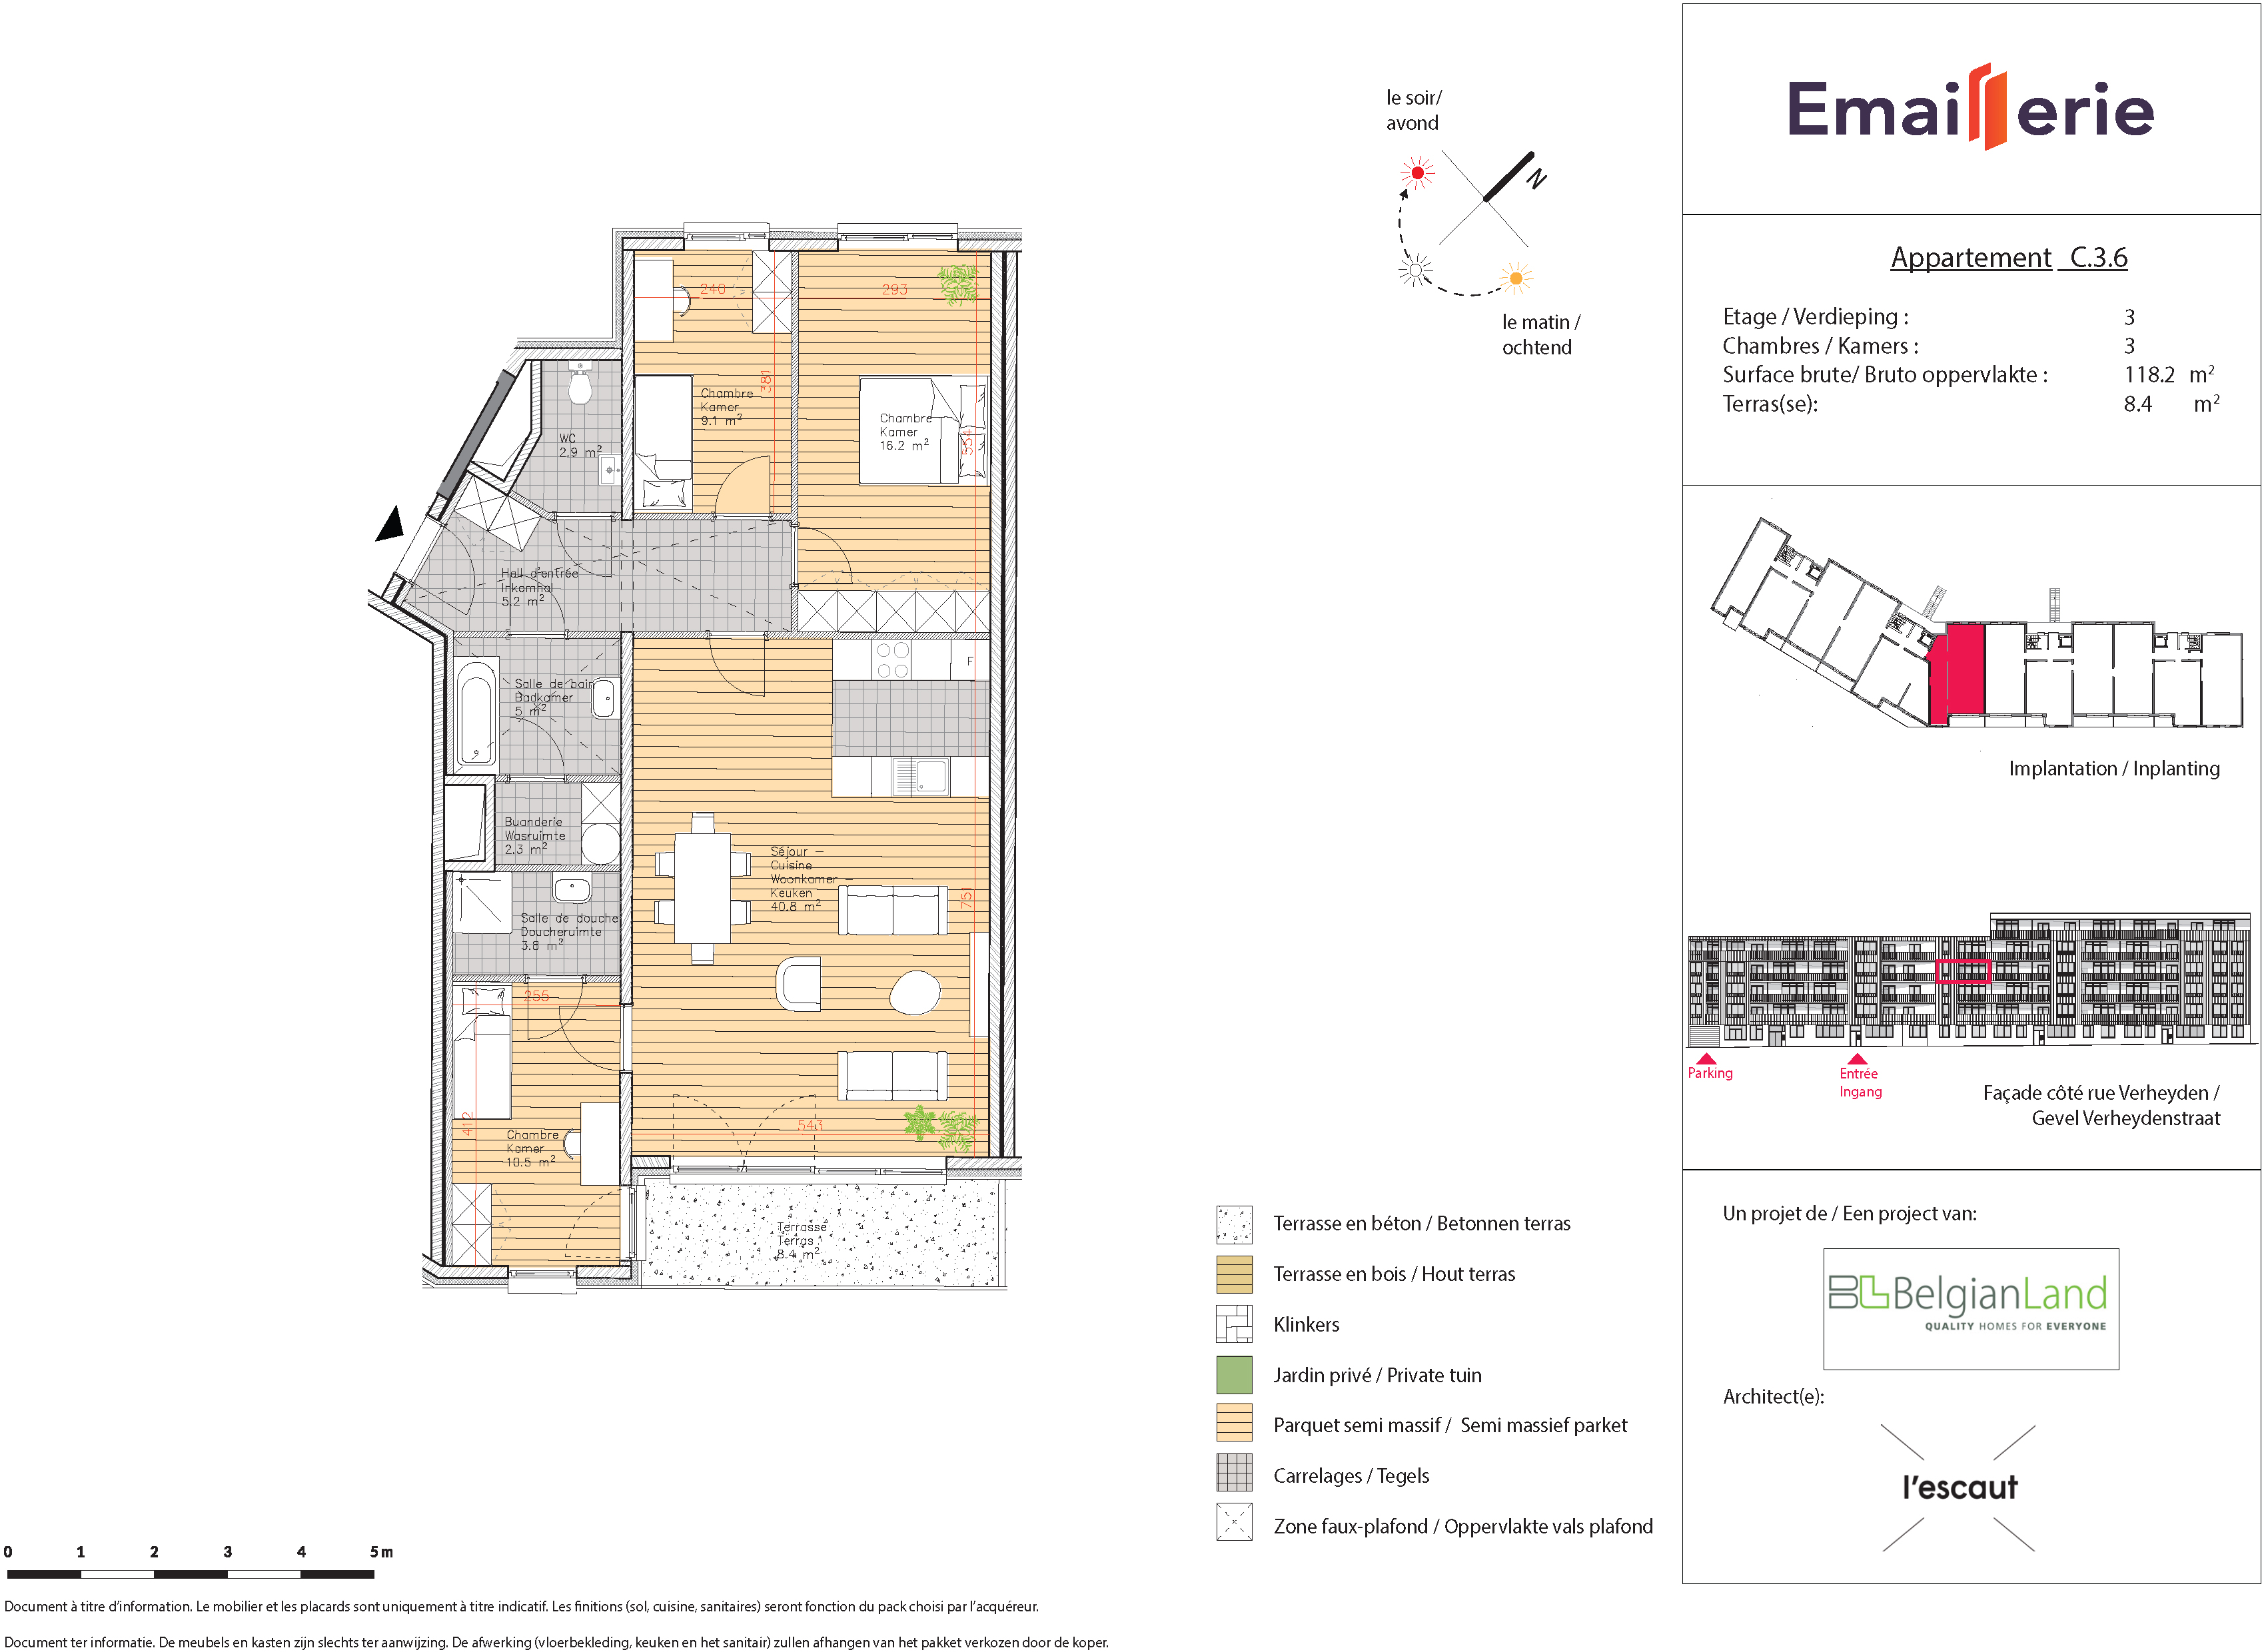 le soir/
avond
N
le matin /
ochtend
240
293
381
554
Chambre
Kamer
9.1 m²
Chambre
Kamer
16.2 m²
WC
2.9 m²
Hall d'entrée
Inkomhal
5.2 m²
Salle de bain
Badkamer
5 m²
F
Buanderie
Wasruimte
2.3 m²
Séjour –
Cuisine
Woonkamer –
Keuken
40.8 m²
751
Salle de douche
Doucheruimte
3.8 m²
255
412
543
Chambre
Kamer
10.5 m²
Terrasse
Terras
8.4 m²
Terrasse en béton / Betonnen terras
Terrasse en bois / Hout terras
Klinkers
Jardin privé / Private tuin
Parquet semi massif / Semi massief parket
Carrelages / Tegels
Zone faux-plafond / Oppervlakte vals plafond
0 1 2 3 4 5 m
Document à titre d'information. Le mobilier et les placards sont uniquement à titre indicatif. Les finitions (sol, cuisine, sanitaires) seront fonction du pack choisi par l'acquéreur.
Document ter informatie. De meubels en kasten zijn slechts ter aanwijzing. De afwerking (vloerbekleding, keuken en het sanitair) zullen afhangen van het pakket verkozen door de koper.
Emaillerie
Appartement C.3.6
Etage / Verdieping : 3
Chambres / Kamers : 3
Surface brute/ Bruto oppervlakte : 118.2 m²
Terras(se): 8.4 m²
Implantation / Inplanting
Parking
Entrée
Ingang
Façade côté rue Verheyden /
Gevel Verheydenstraat
Un projet de / Een project van:
BelgianLand
QUALITY HOMES FOR EVERYONE
Architect(e):
l'escaut